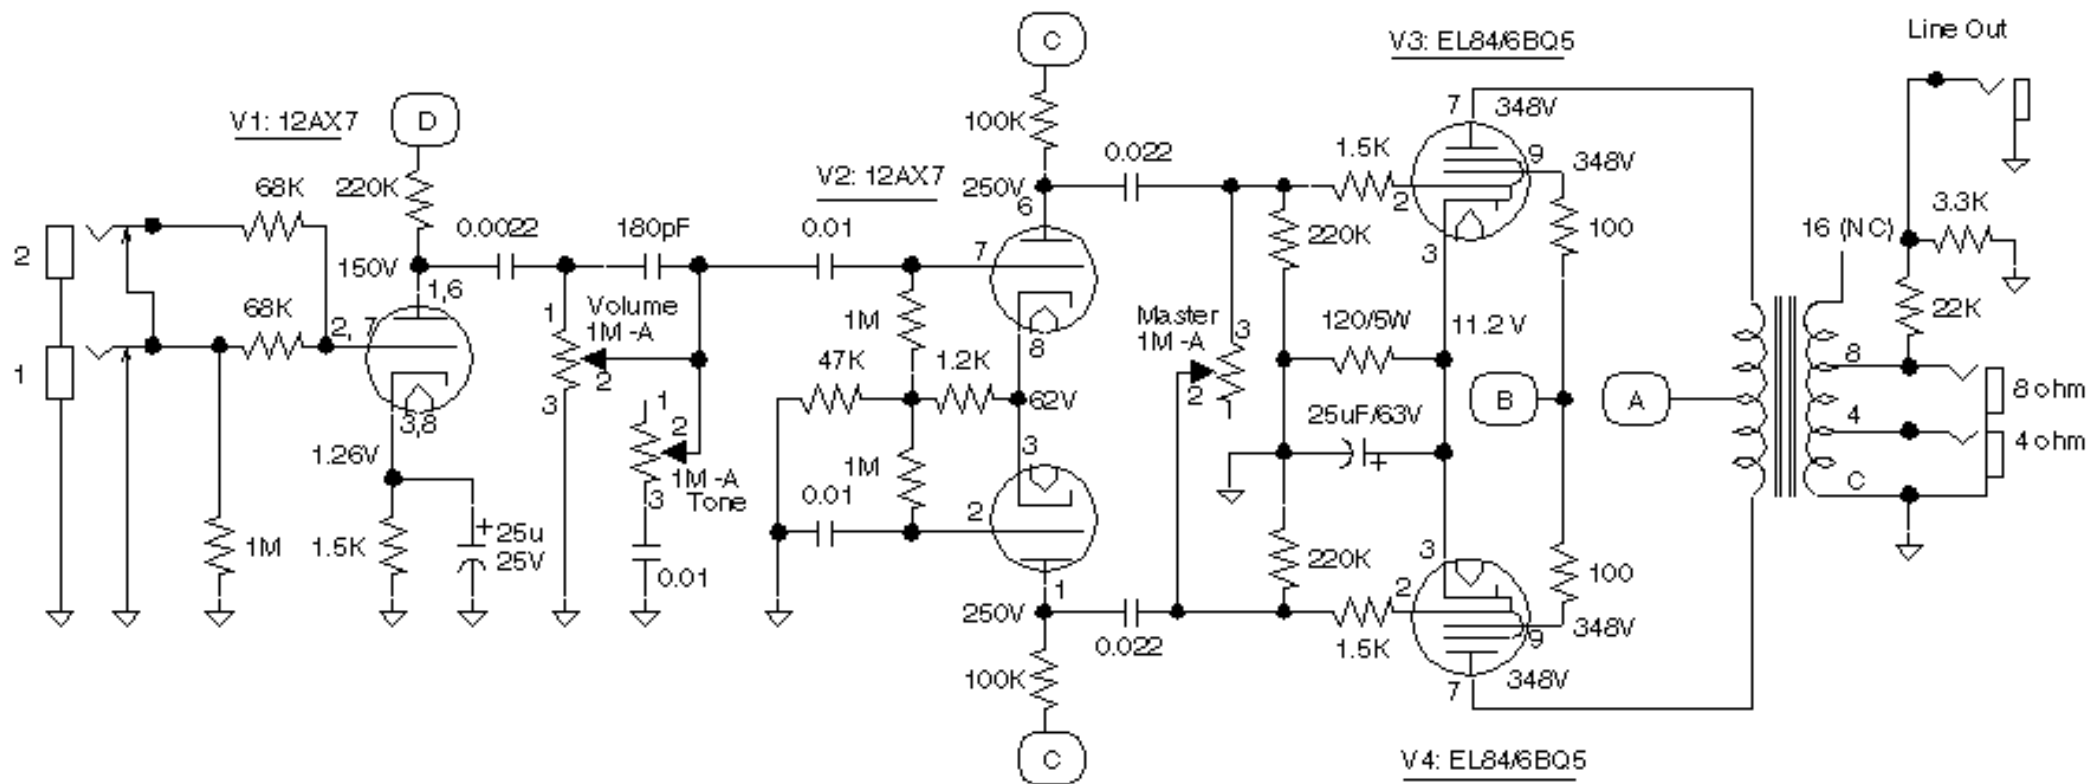 V1: 12AX7
D
68K
220K
2
68K
1
2, 7
150V
1,6
3,8
1.26V
1M
1.5K
+
25u
25V
0.0022
180pF
1
Volume
1M -A
2
3
1
2
1M -A
Tone
3
0.01
0.01
1M
47K
1.2K
1M
0.01
C
100K
V2: 12AX7
250V
6
7
8
62V
3
2
1
250V
100K
C
0.022
0.022
Master
1M -A
3
2
220K
220K
1.5K
1.5K
120/5W
11.2 V
25uF/63V
+
V3: EL84/6BQ5
7
348V
9
348V
2
3
100
B
A
3
2
100
9
348V
7
348V
V4: EL84/6BQ5
Line Out
16 (NC)
3.3K
22K
8
8 ohm
4
4 ohm
C